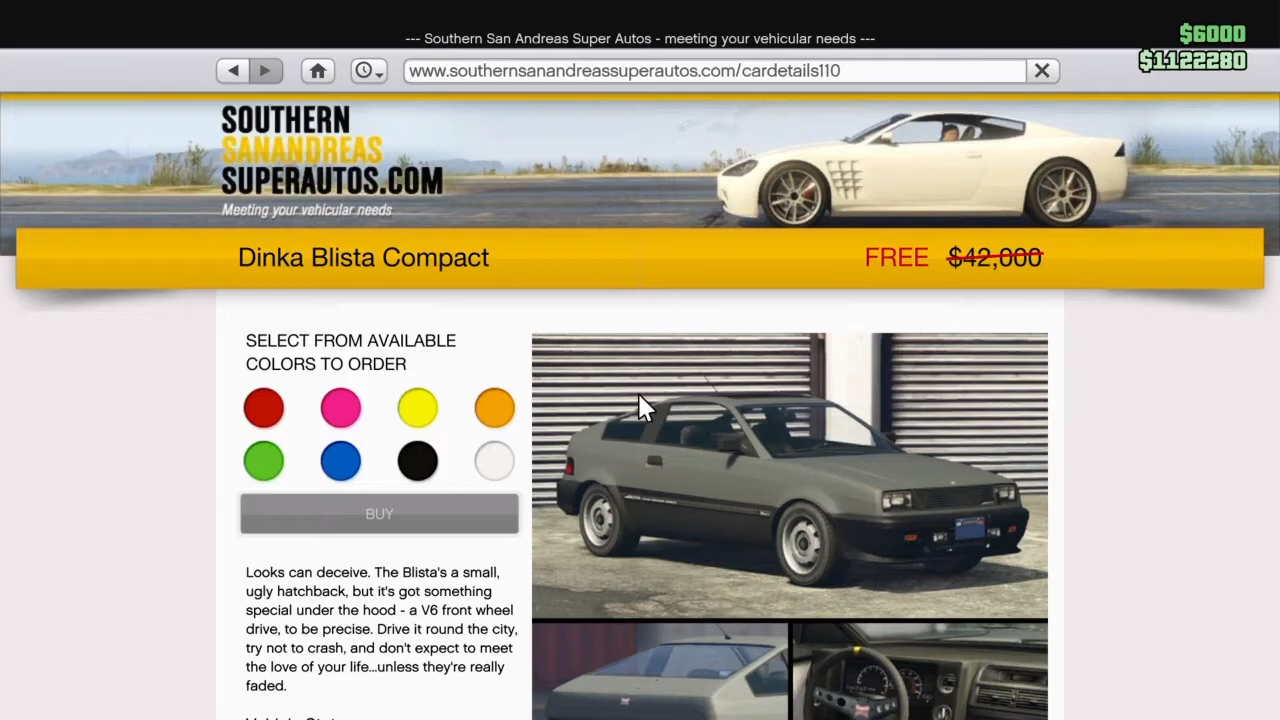 --- Southern San Andreas Super Autos - meeting your vehicular needs ---
$6000
$1122280
www.southernsanandreassuperautos.com/cardetails110
SOUTHERN
SANANDREAS
SUPERAUTOS.COM
Meeting your vehicular needs
Dinka Blista Compact
FREE $42,000
SELECT FROM AVAILABLE
COLORS TO ORDER
BUY
Looks can deceive. The Blista's a small,
ugly hatchback, but it's got something
special under the hood - a V6 front wheel
drive, to be precise. Drive it round the city,
try not to crash, and don't expect to meet
the love of your life...unless they're really
faded.